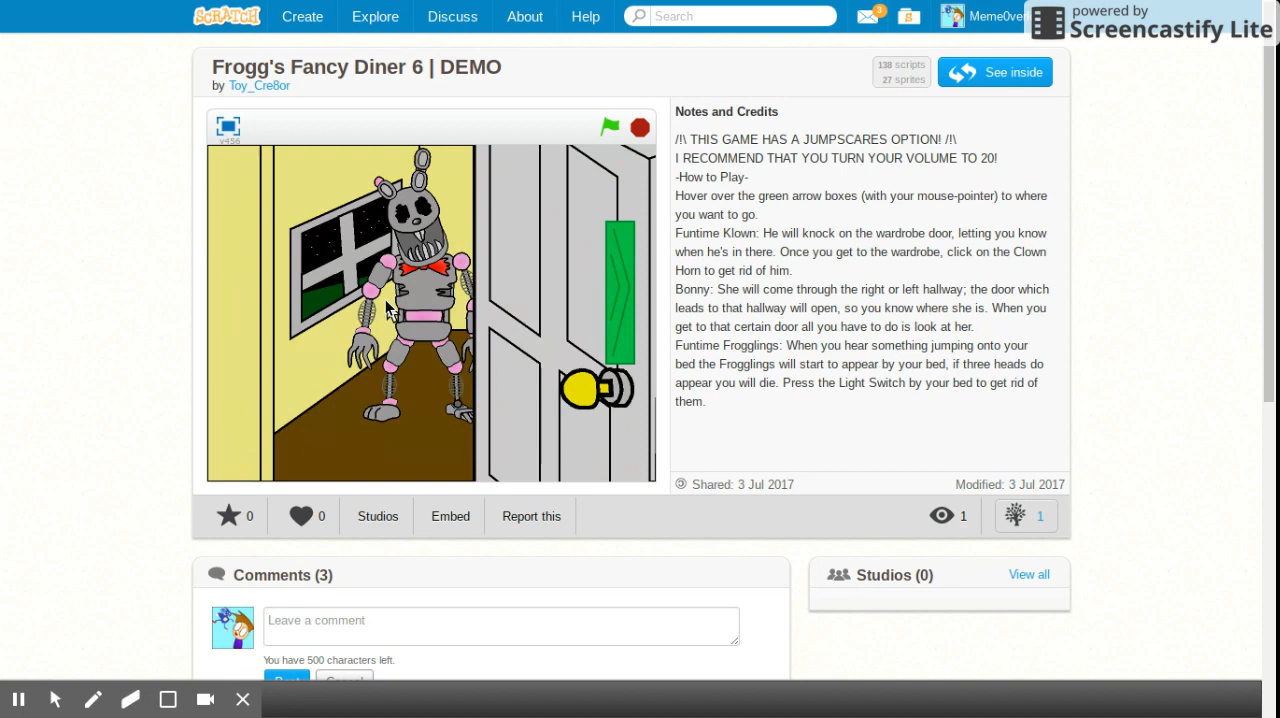 SCRATCH Create Explore Discuss About Help Search 3 Meme0ver
powered by
Screencastify Lite
Frogg's Fancy Diner 6 | DEMO
by Toy_Cre8or
138 scripts
27 sprites
See inside
v456
Notes and Credits
/!\ THIS GAME HAS A JUMPSCARES OPTION! /!\
I RECOMMEND THAT YOU TURN YOUR VOLUME TO 20!
-How to Play-
Hover over the green arrow boxes (with your mouse-pointer) to where
you want to go.
Funtime Klown: He will knock on the wardrobe door, letting you know
when he's in there. Once you get to the wardrobe, click on the Clown
Horn to get rid of him.
Bonny: She will come through the right or left hallway; the door which
leads to that hallway will open, so you know where she is. When you
get to that certain door all you have to do is look at her.
Funtime Frogglings: When you hear something jumping onto your
bed the Frogglings will start to appear by your bed, if three heads do
appear you will die. Press the Light Switch by your bed to get rid of
them.
Shared: 3 Jul 2017 Modified: 3 Jul 2017
0 0 Studios Embed Report this 1 1
Comments (3)
Studios (0) View all
Leave a comment
You have 500 characters left.